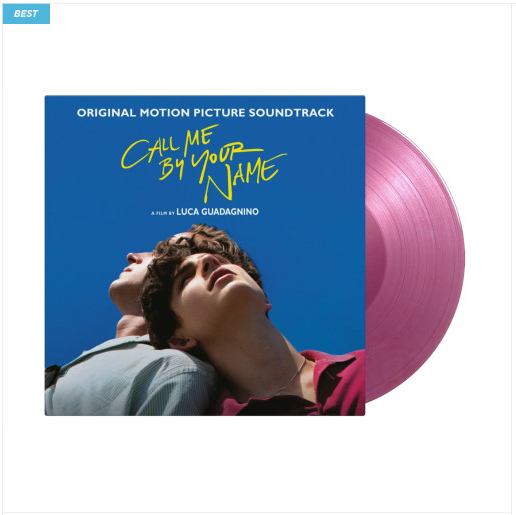 BEST
ORIGINAL MOTION PICTURE SOUNDTRACK
CALL ME
BY YOUR
NAME
A FILM BY LUCA GUADAGNINO